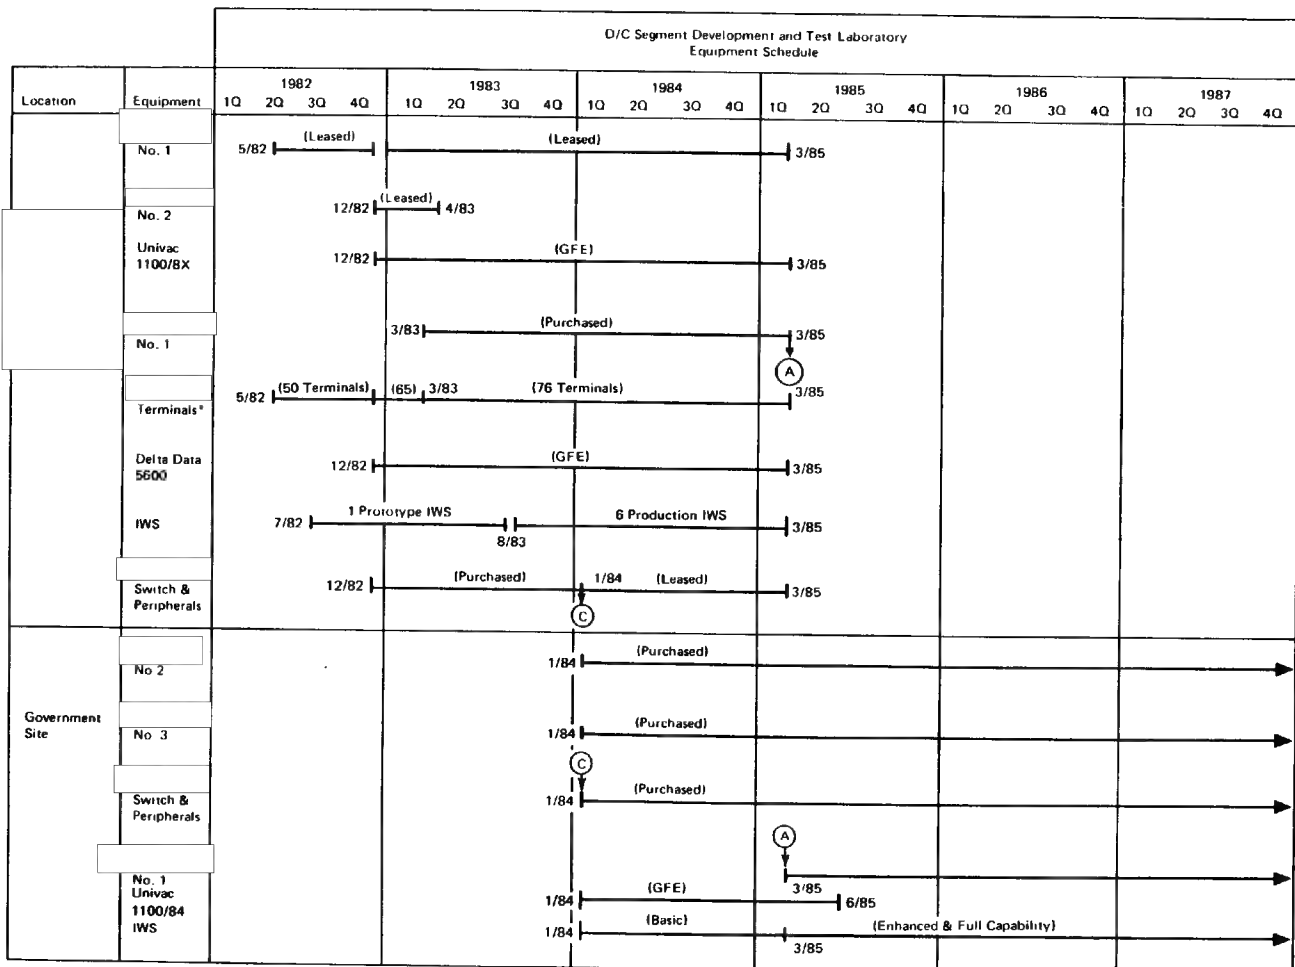 D/C Segment Development and Test Laboratory
Equipment Schedule
Location Equipment
1982 1983 1984 1985 1986 1987
1Q 2Q 3Q 4Q 1Q 2Q 3Q 4Q 1Q 2Q 3Q 4Q 1Q 2Q 3Q 4Q 1Q 2Q 3Q 4Q 1Q 2Q 3Q 4Q
(Leased) (Leased)
No. 1 5/82 3/85
(Leased)
No. 2 12/82 4/83
Univac
1100/8X
(GFE)
12/82 3/85
(Purchased)
No. 1 3/83 3/85
A
(50 Terminals) (65) 3/83 (76 Terminals) 3/85
Terminals* 5/82
Delta Data
5600
(GFE)
12/82 3/85
1 Prototype IWS 6 Production IWS
IWS 7/82 8/83 3/85
Switch &
Peripherals
(Purchased) 1/84 (Leased)
12/82 3/85
C
Government
Site
(Purchased)
No 2 1/84
(Purchased)
No. 3 1/84
C
Switch &
Peripherals
(Purchased)
1/84
A
No. 1
3/85
Univac
1100/84
(GFE)
1/84 6/85
IWS
(Basic) (Enhanced & Full Capability)
1/84 3/85